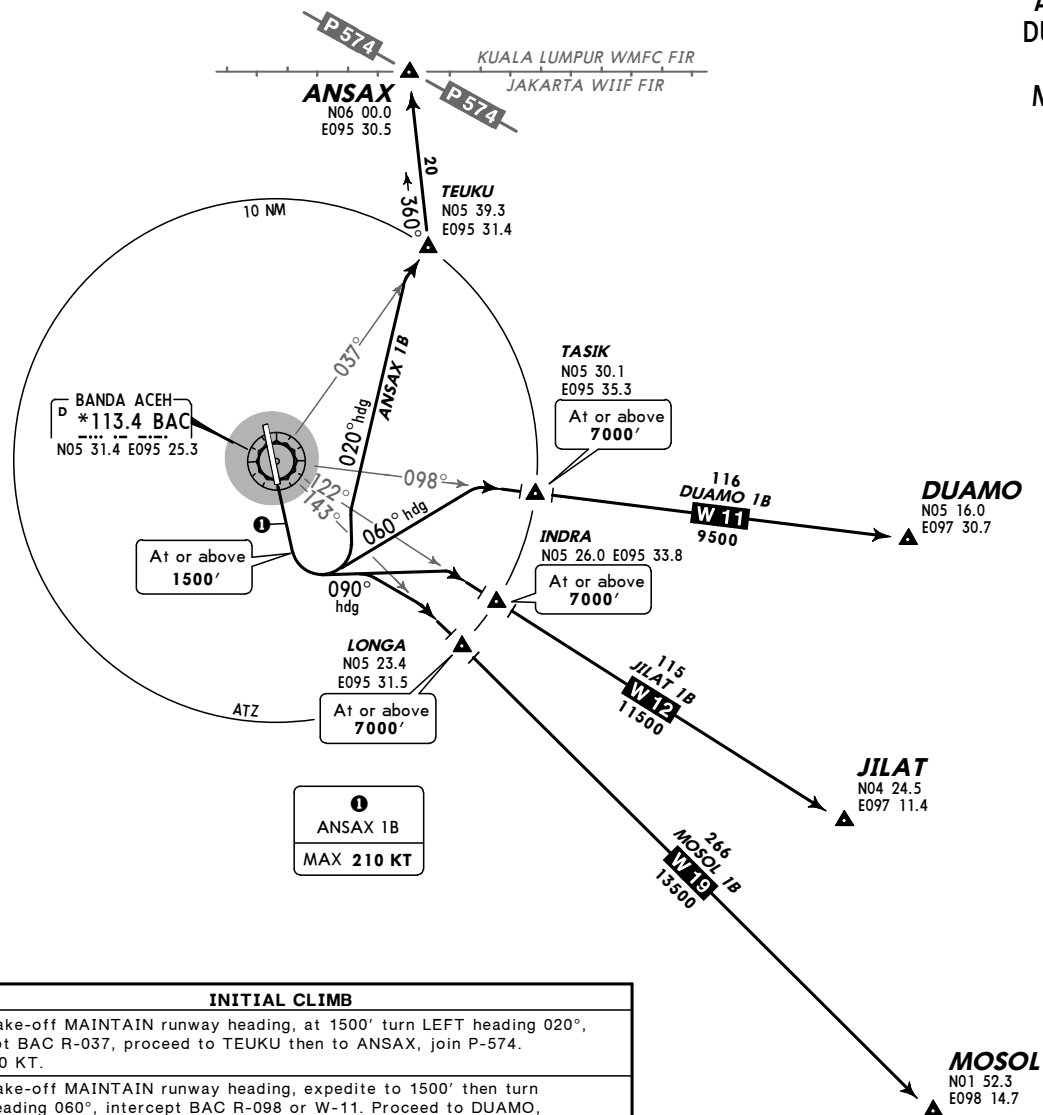 A
DU
M
P 574
KUALA LUMPUR WMFC FIR
JAKARTA WIIF FIR
P 574
ANSAX
N06 00.0
E095 30.5
20
360°
TEUKU
N05 39.3
E095 31.4
10 NM
037°
ANSAX 1B
020° hdg
BANDA ACEH
D *113.4 BAC
N05 31.4 E095 25.3
TASIK
N05 30.1
E095 35.3
At or above
7000'
098°
122°
143°
060° hdg
116
DUAMO 1B
W 11
9500
DUAMO
N05 16.0
E097 30.7
❶
At or above
1500'
090°
hdg
INDRA
N05 26.0 E095 33.8
At or above
7000'
LONGA
N05 23.4
E095 31.5
At or above
7000'
ATZ
115
JILAT 1B
W 12
11500
JILAT
N04 24.5
E097 11.4
❶
ANSAX 1B
MAX 210 KT
266
MOSOL 1B
W 19
13500
MOSOL
N01 52.3
E098 14.7
INITIAL CLIMB
ake-off MAINTAIN runway heading, at 1500' turn LEFT heading 020°,
pt BAC R-037, proceed to TEUKU then to ANSAX, join P-574.
0 KT.
ake-off MAINTAIN runway heading, expedite to 1500' then turn
eading 060°, intercept BAC R-098 or W-11. Proceed to DUAMO,